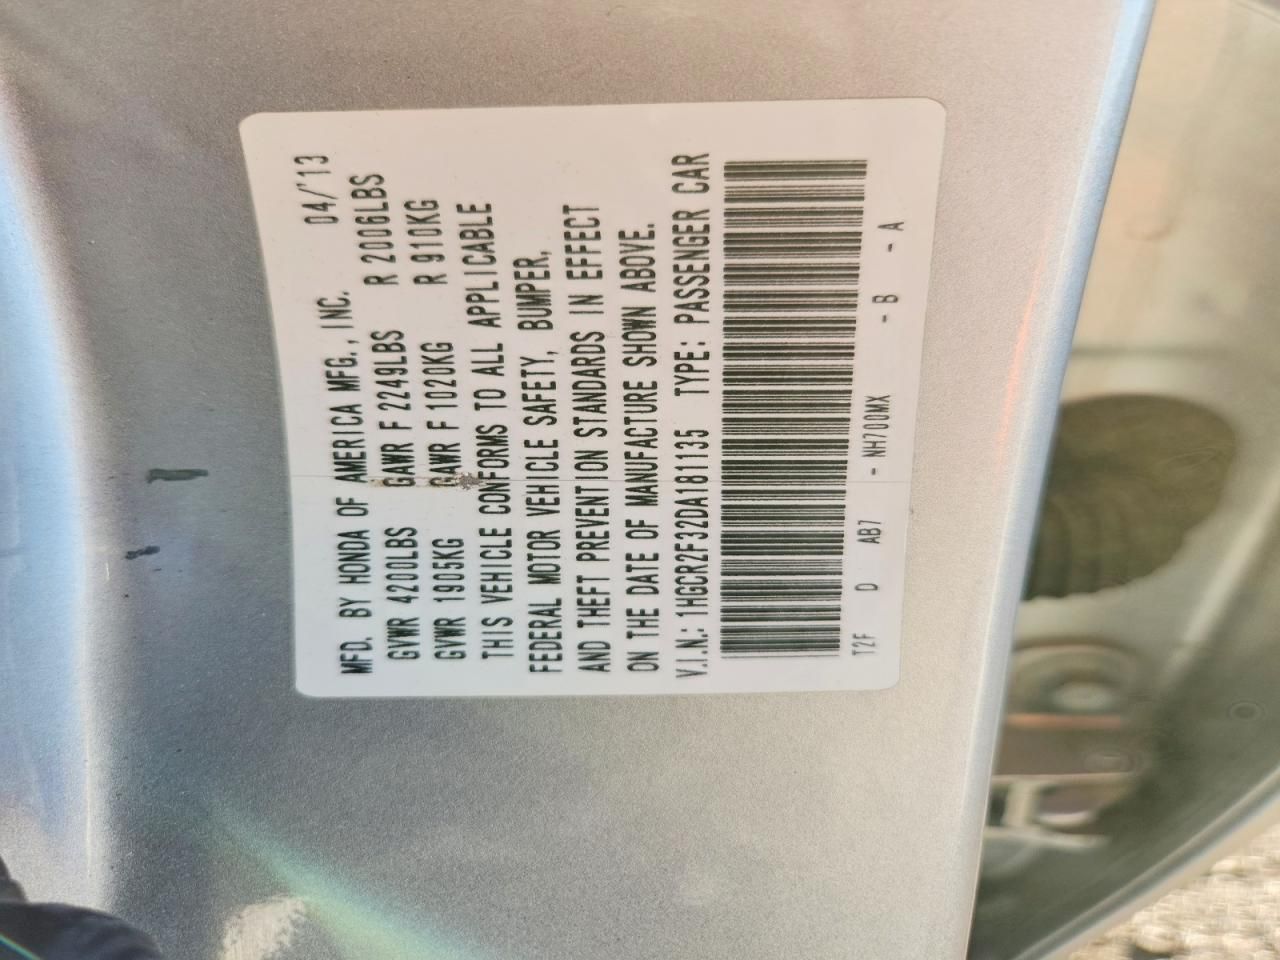 MFD. BY HONDA OF AMERICA MFG., INC. 04/'13
GVWR 4200LBS GAWR F 2249LBS R 2006LBS
GVWR 1905KG GAWR F 1020KG R 910KG
THIS VEHICLE CONFORMS TO ALL APPLICABLE
FEDERAL MOTOR VEHICLE SAFETY, BUMPER,
AND THEFT PREVENTION STANDARDS IN EFFECT
ON THE DATE OF MANUFACTURE SHOWN ABOVE.
V.I.N.: 1HGCR2F32DA181135 TYPE: PASSENGER CAR
T2F D AB7 - NH700MX - B - A